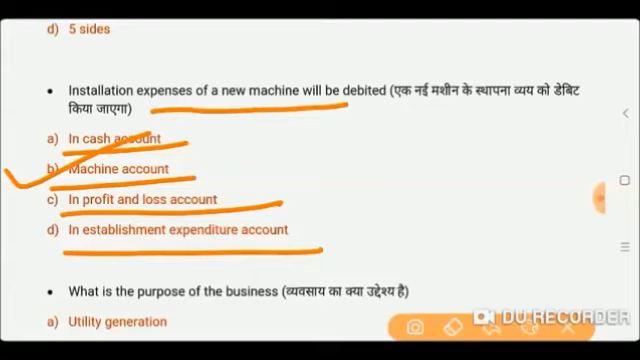 d) 5 sides
• Installation expenses of a new machine will be debited (एक नई मशीन के स्थापना व्यय को डेबिट
किया जाएगा)
a) In cash account
b) Machine account
c) In profit and loss account
d) In establishment expenditure account
• What is the purpose of the business (व्यवसाय का क्या उद्देश्य है)
a) Utility generation
DU RECORDER